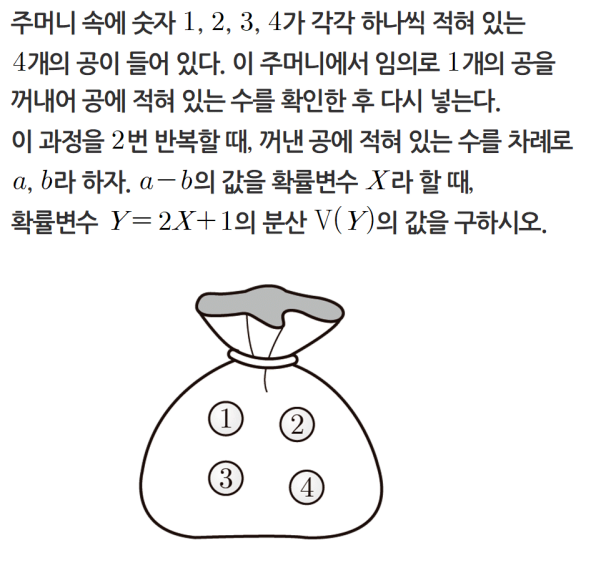 주머니 속에 숫자 1, 2, 3, 4가 각각 하나씩 적혀 있는
4개의 공이 들어 있다. 이 주머니에서 임의로 1개의 공을
꺼내어 공에 적혀 있는 수를 확인한 후 다시 넣는다.
이 과정을 2번 반복할 때, 꺼낸 공에 적혀 있는 수를 차례로
a, b라 하자. a-b의 값을 확률변수 X라 할 때,
확률변수 Y=2X+1의 분산 V(Y)의 값을 구하시오.
1 2
3 4